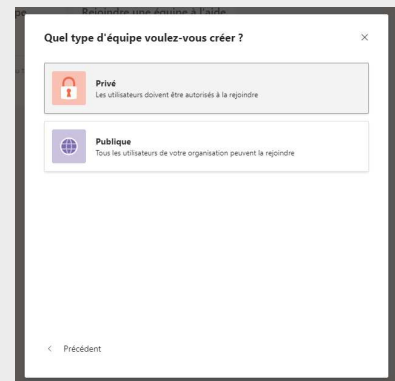 Rejoindre une équipe à l'aide
Quel type d'équipe voulez-vous créer ?
Privé
Les utilisateurs doivent être autorisés à la rejoindre
Publique
Tous les utilisateurs de votre organisation peuvent la rejoindre
Précédent